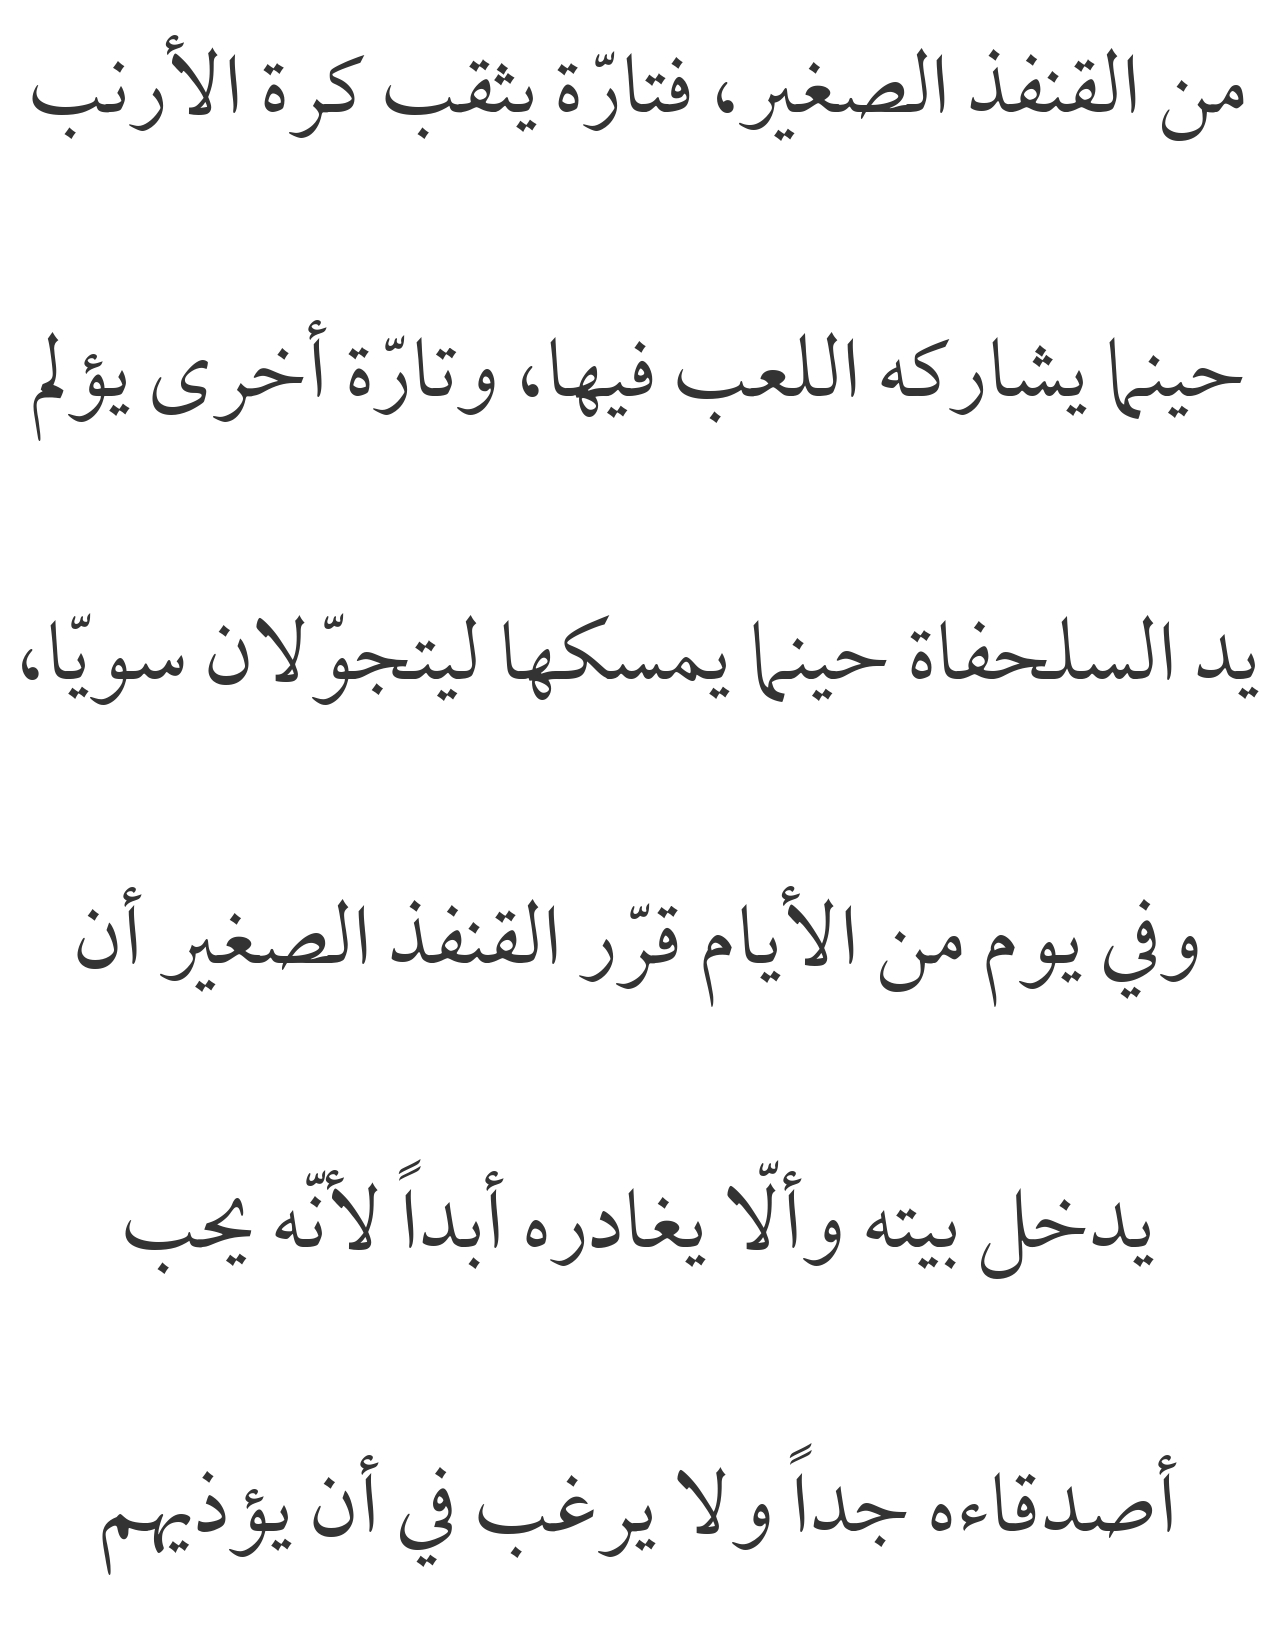 من القنفذ الصغير، فتارّة يثقب كرة الأرنب
حينما يشاركه اللعب فيها، وتارّة أخرى يؤلم
يد السلحفاة حينما يمسكها ليتجوّلان سويّا،
وفي يوم من الأيام قرّر القنفذ الصغير أن
يدخل بيته وألّا يغادره أبداً لأنّه يحب
أصدقاءه جداً ولا يرغب في أن يؤذيهم